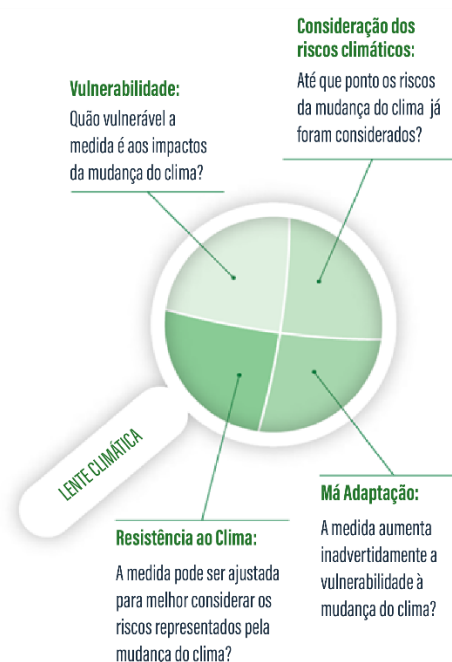 Consideração dos
riscos climáticos:
Até que ponto os riscos
da mudança do clima já
foram considerados?
Vulnerabilidade:
Quão vulnerável a
medida é aos impactos
da mudança do clima?
LENTE CLIMÁTICA
Má Adaptação:
A medida aumenta
inadvertidamente a
vulnerabilidade à
mudança do clima?
Resistência ao Clima:
A medida pode ser ajustada
para melhor considerar os
riscos representados pela
mudança do clima?